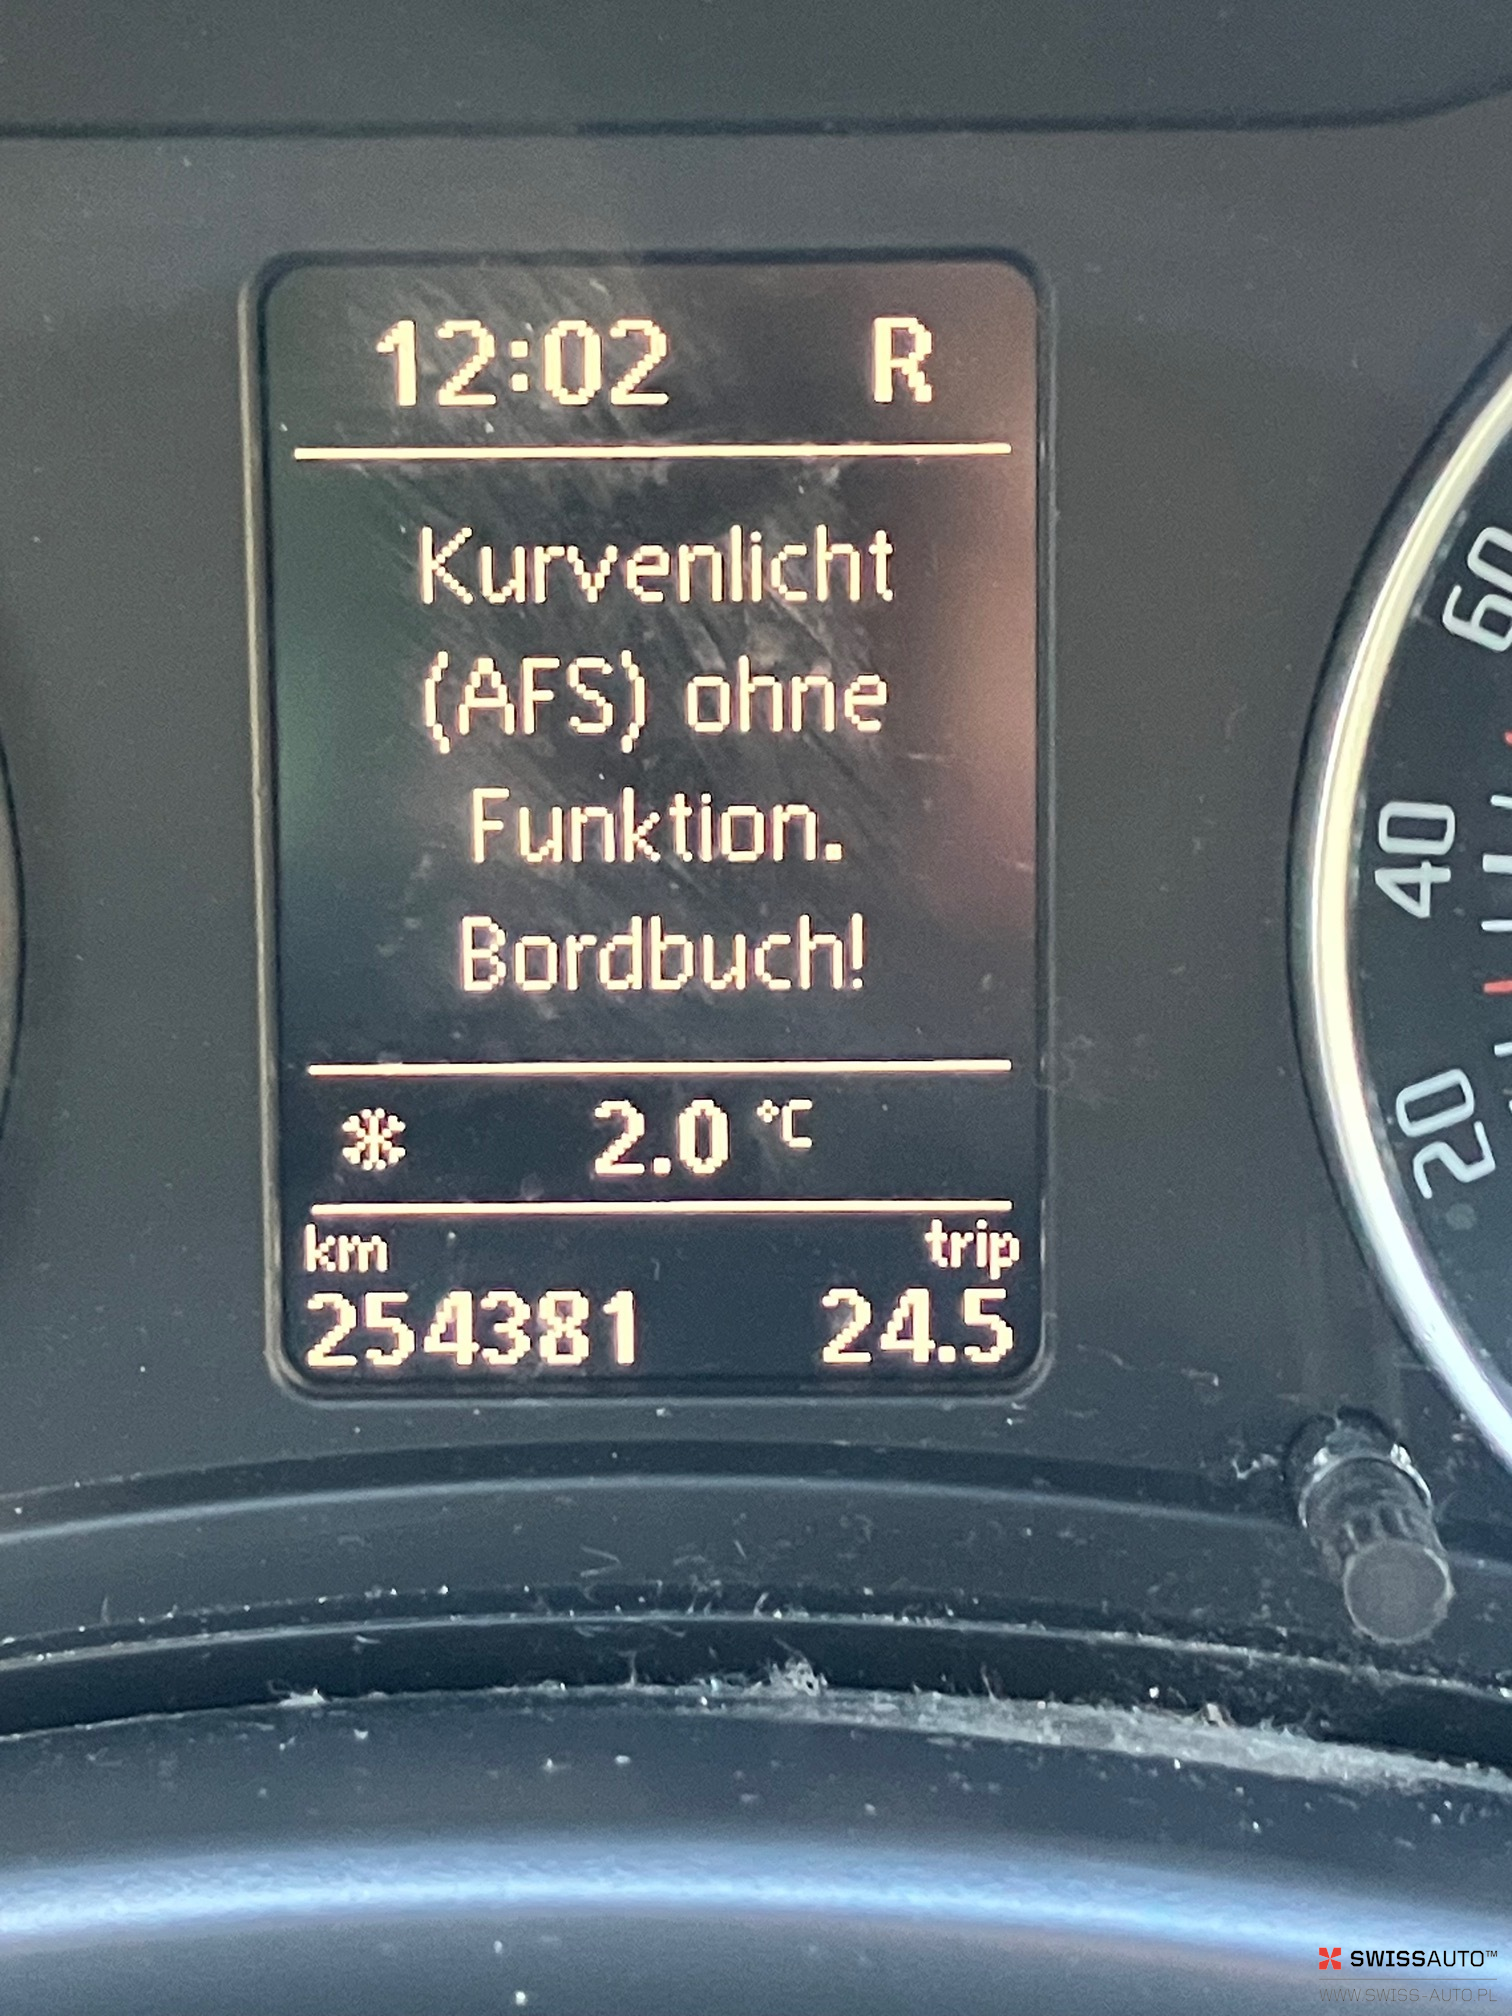 12:02 R
Kurvenlicht
(AFS) ohne
Funktion.
Bordbuch!
2.0 °C
km trip
254381 24.5
60
40
20
SWISSAUTO™
WWW.SWISS-AUTO.PL